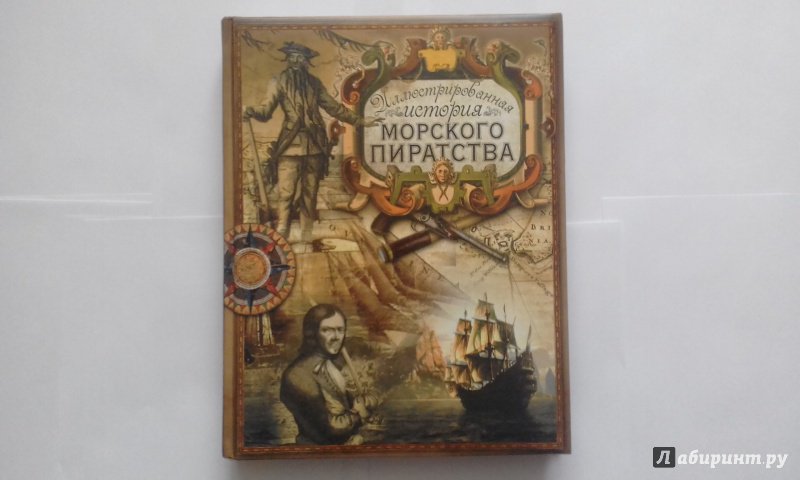 Иллюстрированная
история
МОРСКОГО
ПИРАТСТВА
Лабиринт.ру